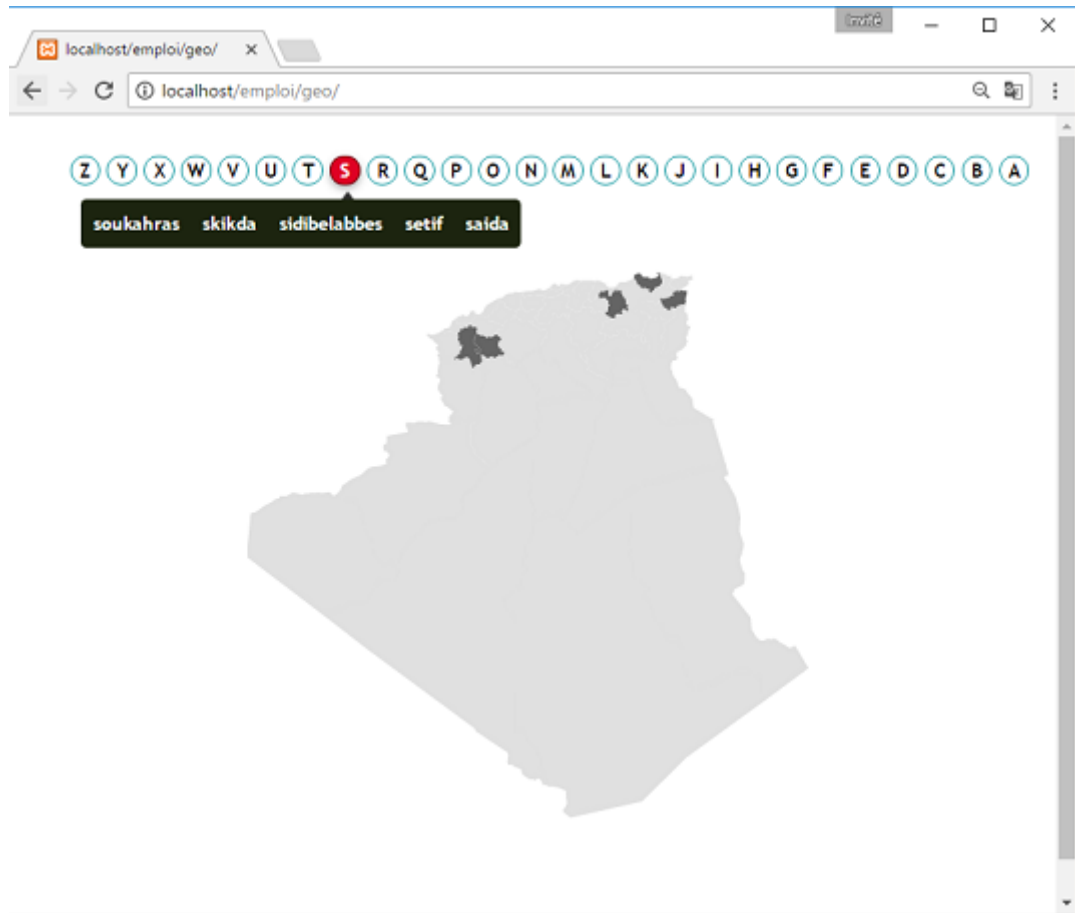 Invité
localhost/emploi/geo/
localhost/emploi/geo/
Z Y X W V U T S R Q P O N M L K J I H G F E D C B A
soukahras skikda sidibelabbes setif saida